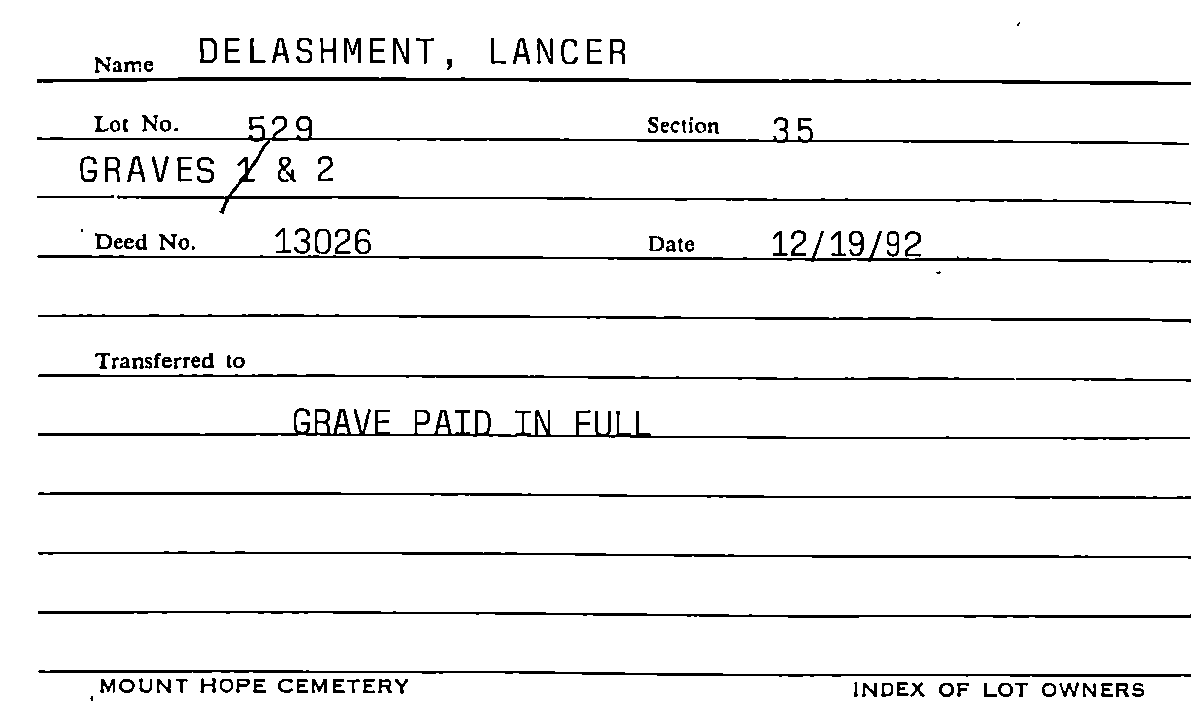 Name DELASHMENT, LANCER
Lot No. 529 Section 35
GRAVES 1 & 2
Deed No. 13026 Date 12/19/92
Transferred to
GRAVE PAID IN FULL
MOUNT HOPE CEMETERY INDEX OF LOT OWNERS